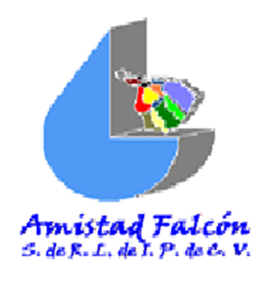 Amistad Falcón
S. de R. L. de I. P. de C. V.